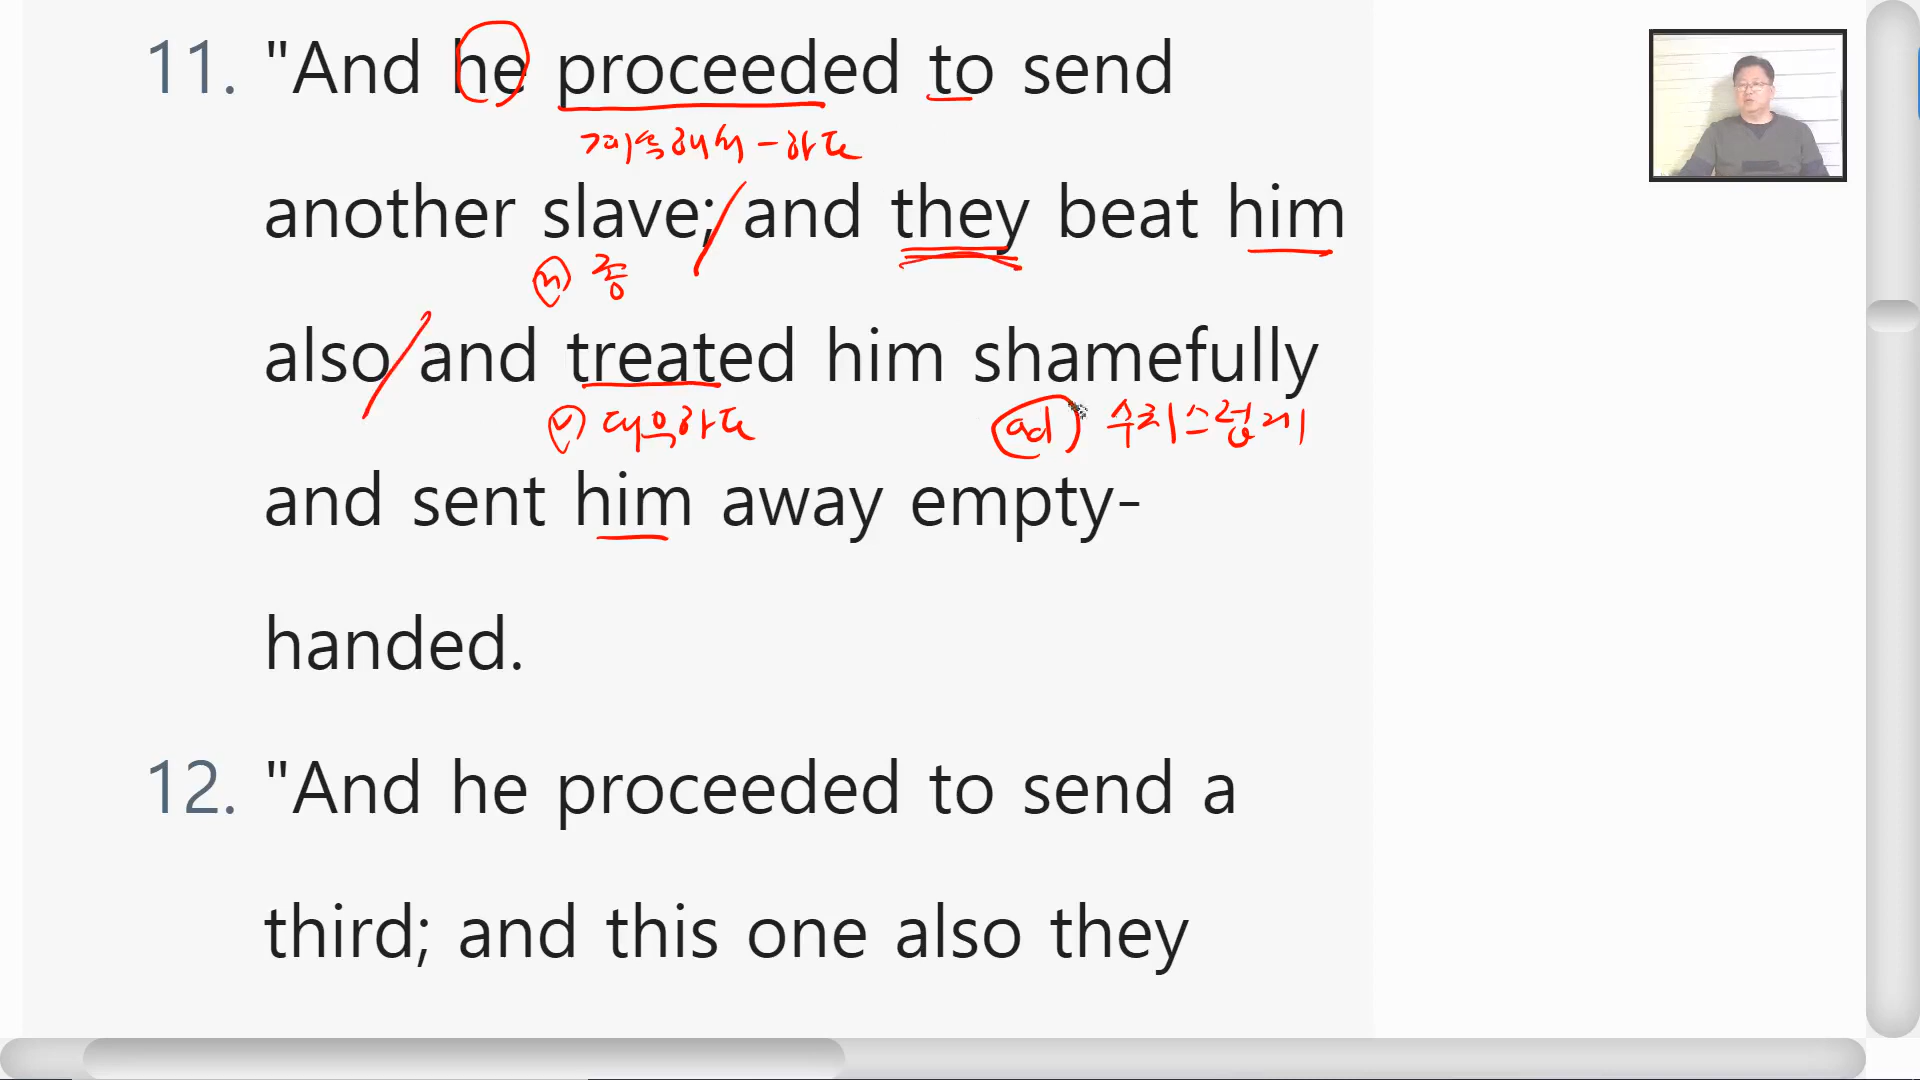 11. "And he proceeded to send
계속해서 - 하다
another slave; and they beat him
n 종
also and treated him shamefully
v 대우하다 ad 수치스럽게
and sent him away empty-
handed.
12. "And he proceeded to send a
third; and this one also they